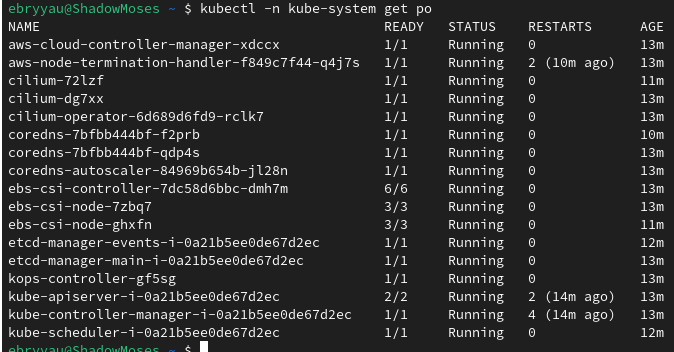 ebryyau@ShadowMoses ~ $ kubectl -n kube-system get po
NAME READY STATUS RESTARTS AGE
aws-cloud-controller-manager-xdccx 1/1 Running 0 13m
aws-node-termination-handler-f849c7f44-q4j7s 1/1 Running 2 (10m ago) 13m
cilium-72lzf 1/1 Running 0 11m
cilium-dg7xx 1/1 Running 0 13m
cilium-operator-6d689d6fd9-rclk7 1/1 Running 0 13m
coredns-7bfbb444bf-f2prb 1/1 Running 0 10m
coredns-7bfbb444bf-qdp4s 1/1 Running 0 13m
coredns-autoscaler-84969b654b-jl28n 1/1 Running 0 13m
ebs-csi-controller-7dc58d6bbc-dmh7m 6/6 Running 0 13m
ebs-csi-node-7zbq7 3/3 Running 0 13m
ebs-csi-node-ghxfn 3/3 Running 0 11m
etcd-manager-events-i-0a21b5ee0de67d2ec 1/1 Running 0 12m
etcd-manager-main-i-0a21b5ee0de67d2ec 1/1 Running 0 13m
kops-controller-gf5sg 1/1 Running 0 13m
kube-apiserver-i-0a21b5ee0de67d2ec 2/2 Running 2 (14m ago) 13m
kube-controller-manager-i-0a21b5ee0de67d2ec 1/1 Running 4 (14m ago) 13m
kube-scheduler-i-0a21b5ee0de67d2ec 1/1 Running 0 12m
ebryyau@ShadowMoses ~ $